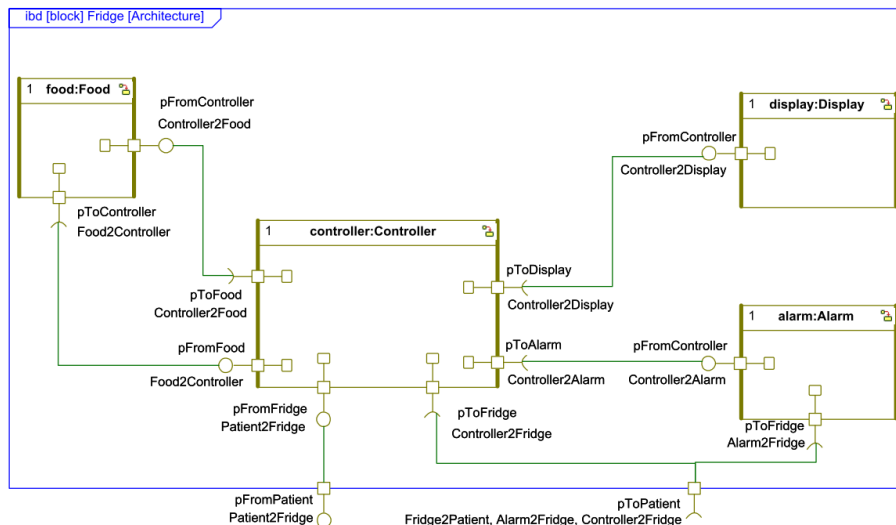 ibd [block] Fridge [Architecture]
1 food:Food
pFromController
Controller2Food
1 display:Display
pFromController
Controller2Display
pToController
Food2Controller
1 controller:Controller
pToDisplay
Controller2Display
pToFood
Controller2Food
1 alarm:Alarm
pFromFood
Food2Controller
pToAlarm
Controller2Alarm
pFromController
Controller2Alarm
pFromFridge
Patient2Fridge
pToFridge
Controller2Fridge
pToFridge
Alarm2Fridge
pFromPatient
Patient2Fridge
pToPatient
Fridge2Patient, Alarm2Fridge, Controller2Fridge